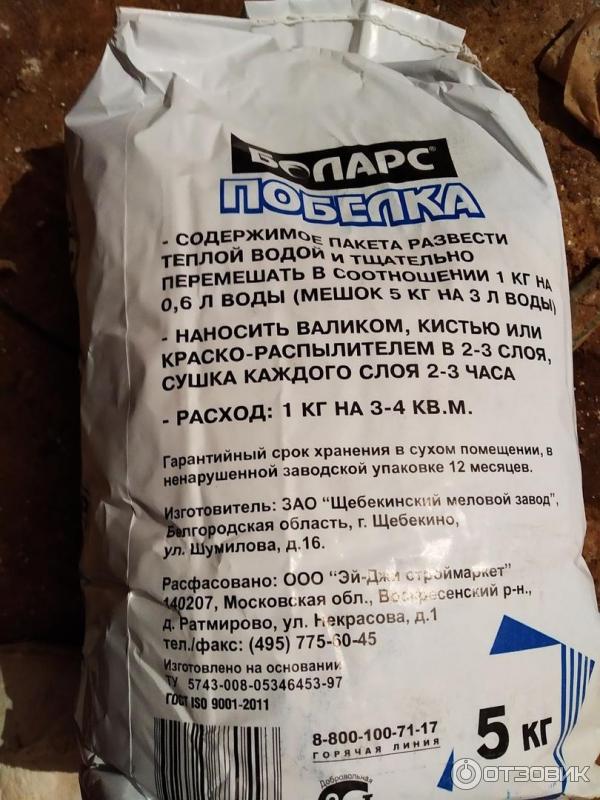 БОЛАРС®
ПОБЕЛКА
- СОДЕРЖИМОЕ ПАКЕТА РАЗВЕСТИ
ТЕПЛОЙ ВОДОЙ И ТЩАТЕЛЬНО
ПЕРЕМЕШАТЬ В СООТНОШЕНИИ 1 КГ НА
0,6 Л ВОДЫ (МЕШОК 5 КГ НА 3 Л ВОДЫ)
- НАНОСИТЬ ВАЛИКОМ, КИСТЬЮ ИЛИ
КРАСКО-РАСПЫЛИТЕЛЕМ В 2-3 СЛОЯ,
СУШКА КАЖДОГО СЛОЯ 2-3 ЧАСА
- РАСХОД: 1 КГ НА 3-4 КВ.М.
Гарантийный срок хранения в сухом помещении, в
ненарушенной заводской упаковке 12 месяцев.
Изготовитель: ЗАО "Щебекинский меловой завод",
Белгородская область, г. Щебекино,
ул. Шумилова, д.16.
Расфасовано: ООО "Эй-Джи строймаркет"
140207, Московская обл., Воскресенский р-н.,
д. Ратмирово, ул. Некрасова, д.1
тел./факс: (495) 775-60-45
Изготовлено на основании
ТУ 5743-008-05346453-97
ГОСТ ISO 9001-2011
8-800-100-71-17
ГОРЯЧАЯ ЛИНИЯ
5 КГ
Добровольная
ОТЗОВИК